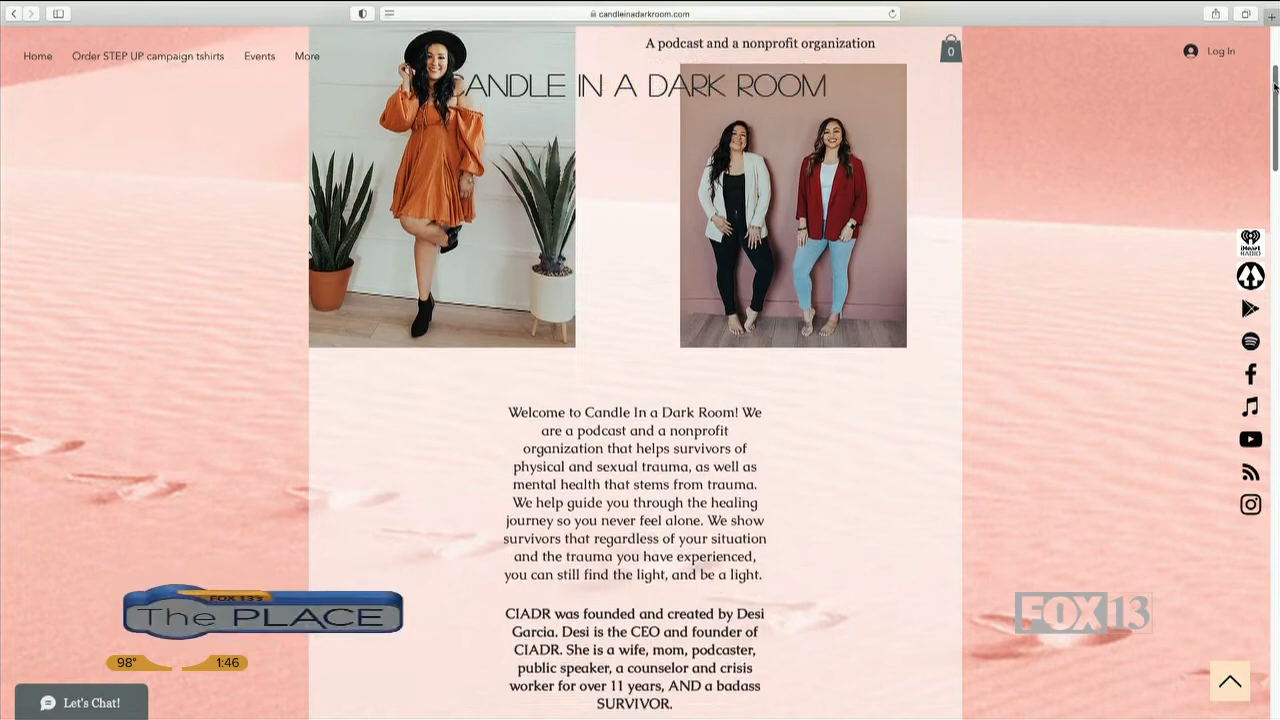 candleinadarkroom.com
Home
Order STEP UP campaign tshirts
Events
More
A podcast and a nonprofit organization
0
Log In
CANDLE IN A DARK ROOM
iHeart
RADIO
Welcome to Candle In a Dark Room! We
are a podcast and a nonprofit
organization that helps survivors of
physical and sexual trauma, as well as
mental health that stems from trauma.
We help guide you through the healing
journey so you never feel alone. We show
survivors that regardless of your situation
and the trauma you have experienced,
you can still find the light, and be a light.
CIADR was founded and created by Desi
Garcia. Desi is the CEO and founder of
CIADR. She is a wife, mom, podcaster,
public speaker, a counselor and crisis
worker for over 11 years, AND a badass
SURVIVOR.
FOX 13's
The PLACE
98° 1:46
FOX 13
Let's Chat!